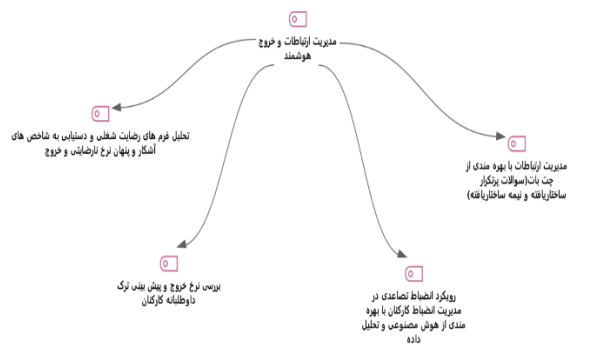 مدیریت ارتباطات و خروج
هوشمند
تحلیل فرم های رضایت شغلی و دستیابی به شاخص های
آشکار و پنهان نرخ نارضایتی و خروج
مدیریت ارتباطات با بهره مندی از
چت بات(سوالات پرتکرار
ساختاریافته و نیمه ساختاریافته)
بررسی نرخ خروج و پیش بینی ترک
داوطلبانه کارکنان
رویکرد انضباط تصاعدی در
مدیریت انضباط کارکنان با بهره
مندی از هوش مصنوعی و تحلیل
داده